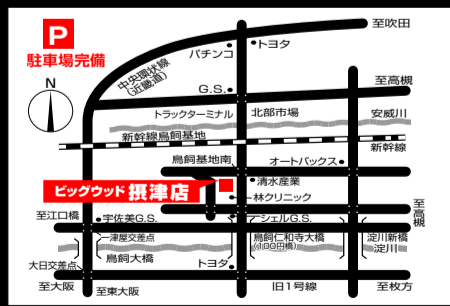 P
駐車場完備
N
至吹田
パチンコ
トヨタ
中央環状線
(近畿道)
G.S.
至高槻
トラックターミナル
北部市場
安威川
新幹線鳥飼基地
新幹線
鳥飼基地南
オートバックス
ビッグウッド 摂津店
清水産業
林クリニック
至高槻
至江口橋
宇佐美G.S.
シェルG.S.
一津屋交差点
鳥飼大橋
鳥飼仁和寺大橋
(100円橋)
淀川新橋
淀川
大日交差点
トヨタ
至大阪
至東大阪
旧1号線
至枚方